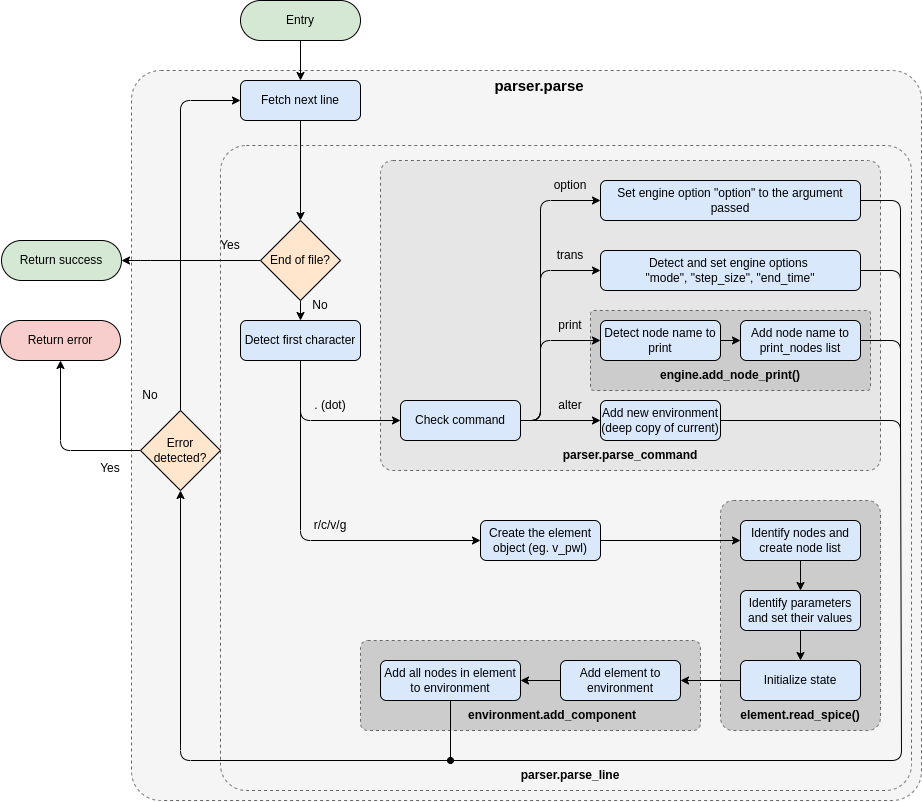 Entry
parser.parse
Fetch next line
option
Set engine option "option" to the argument
passed
Yes
End of file?
Return success
trans
Detect and set engine options
"mode", "step_size", "end_time"
No
Return error
Detect first character
print
Detect node name to
print
Add node name to
print_nodes list
engine.add_node_print()
No
. (dot)
Check command
alter
Add new environment
(deep copy of current)
parser.parse_command
Error
detected?
Yes
r/c/v/g
Create the element
object (eg. v_pwl)
Identify nodes and
create node list
Identify parameters
and set their values
Initialize state
element.read_spice()
Add element to
environment
Add all nodes in element
to environment
environment.add_component
parser.parse_line